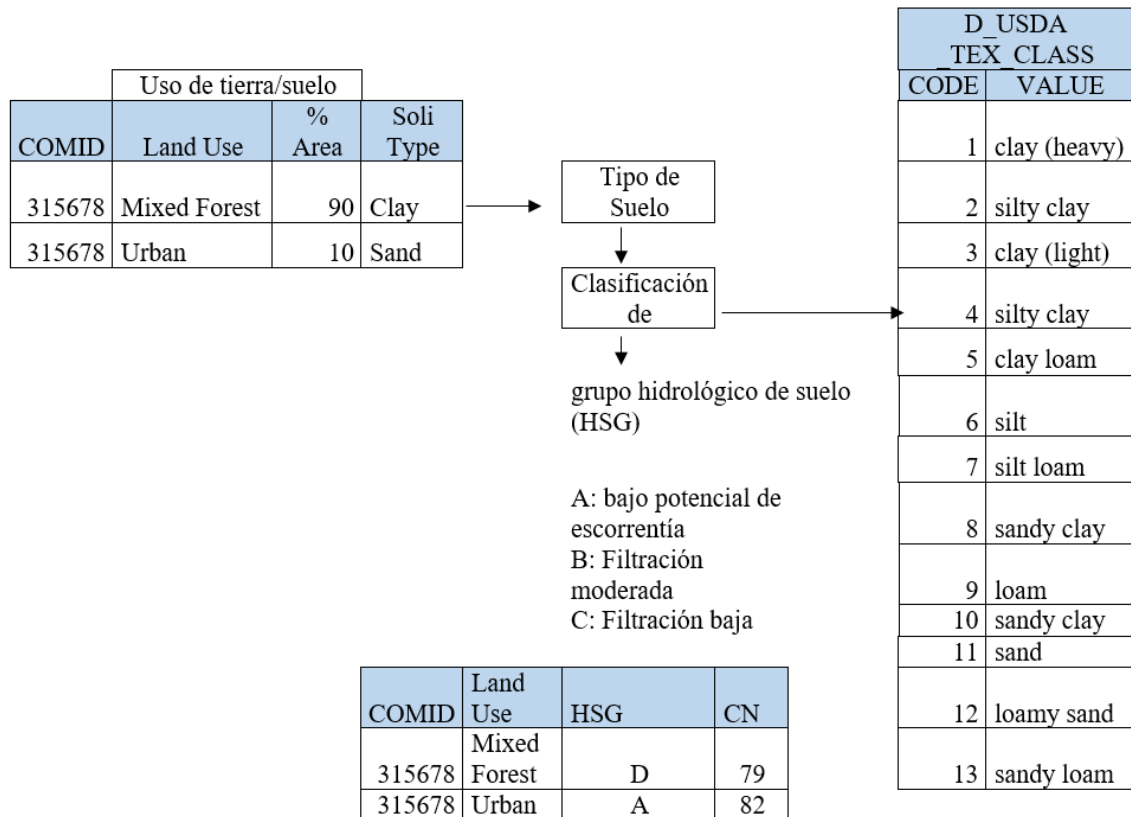 Uso de tierra/suelo
%
Soli
COMID Land Use Area Type
315678 Mixed Forest 90 Clay
315678 Urban 10 Sand
Tipo de
Suelo
Clasificación
de
grupo hidrológico de suelo
(HSG)
A: bajo potencial de
escorrentía
B: Filtración
moderada
C: Filtración baja
D_USDA
_TEX_CLASS
CODE VALUE
1 clay (heavy)
2 silty clay
3 clay (light)
4 silty clay
5 clay loam
6 silt
7 silt loam
8 sandy clay
9 loam
10 sandy clay
11 sand
12 loamy sand
13 sandy loam
Land
COMID Use HSG CN
Mixed
315678 Forest D 79
315678 Urban A 82